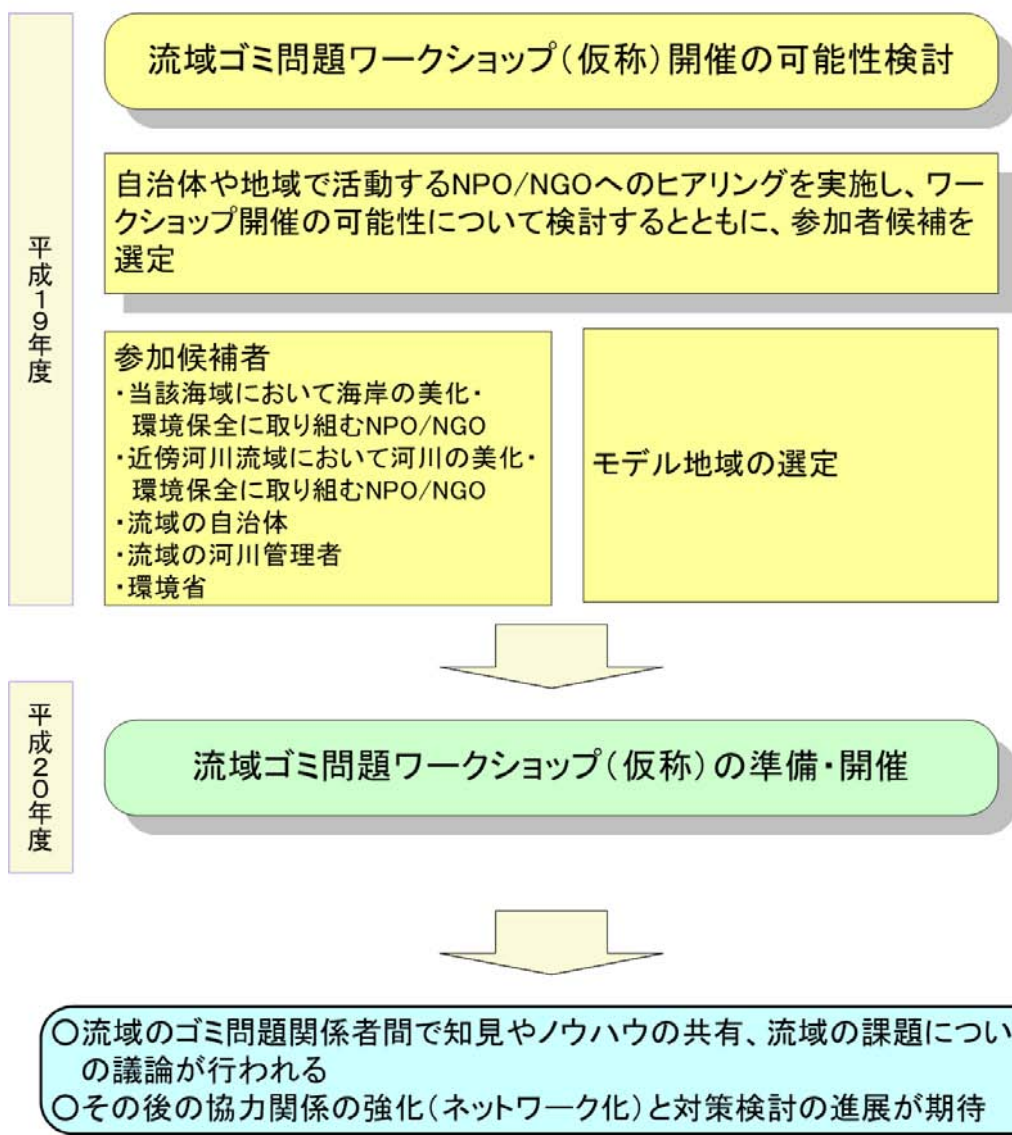 平成19年度
流域ゴミ問題ワークショップ（仮称）開催の可能性検討
自治体や地域で活動するNPO/NGOへのヒアリングを実施し、ワー
クショップ開催の可能性について検討するとともに、参加者候補を
選定
参加候補者
・当該海域において海岸の美化・
環境保全に取り組むNPO/NGO
・近傍河川流域において河川の美化・
環境保全に取り組むNPO/NGO
・流域の自治体
・流域の河川管理者
・環境省
モデル地域の選定
平成20年度
流域ゴミ問題ワークショップ（仮称）の準備・開催
○流域のゴミ問題関係者間で知見やノウハウの共有、流域の課題につい
の議論が行われる
○その後の協力関係の強化（ネットワーク化）と対策検討の進展が期待